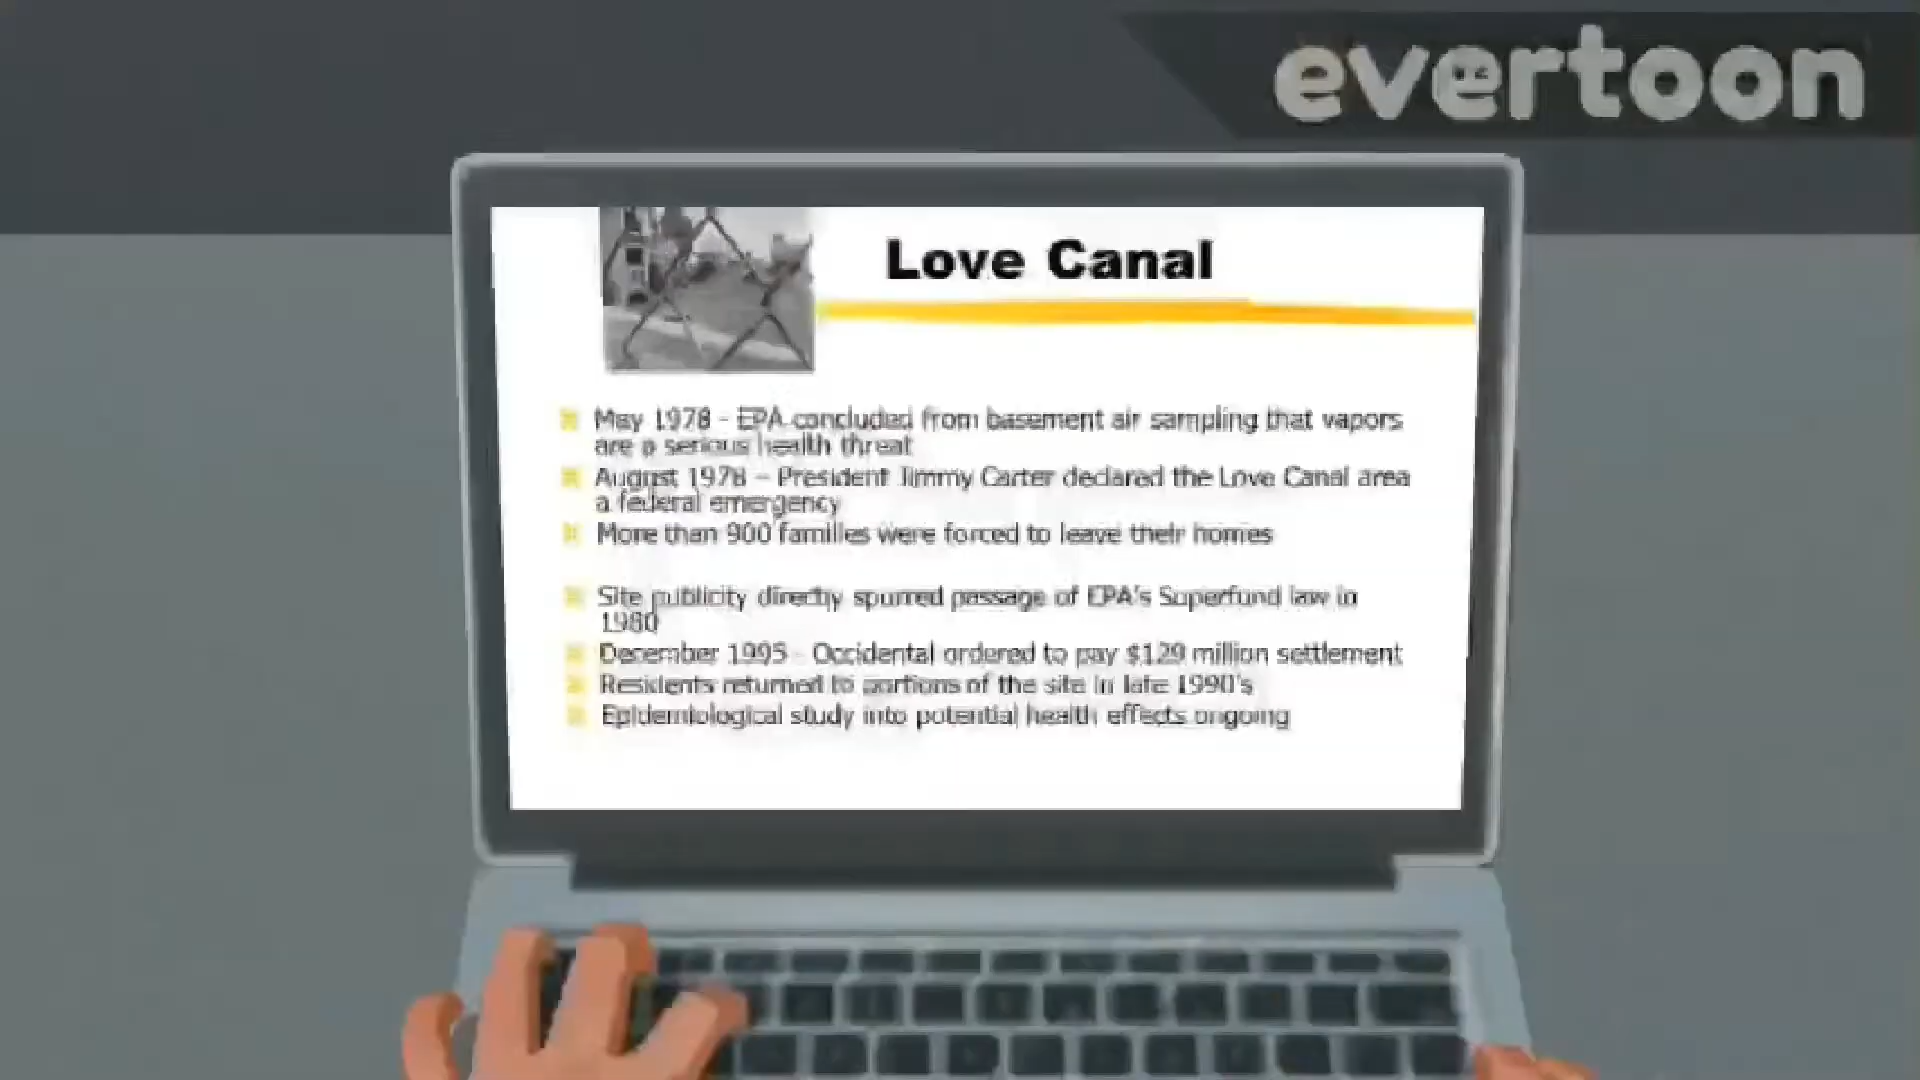 evertoon
Love Canal
May 1978 - EPA concluded from basement air sampling that vapors
are a serious health threat
August 1978 – President Jimmy Carter declared the Love Canal area
a federal emergency
More than 900 families were forced to leave their homes
Site publicity directly spurred passage of EPA's Superfund law in
1980
December 1995 - Occidental ordered to pay $129 million settlement
Residents returned to portions of the site in late 1990's
Epidemiological study into potential health effects ongoing